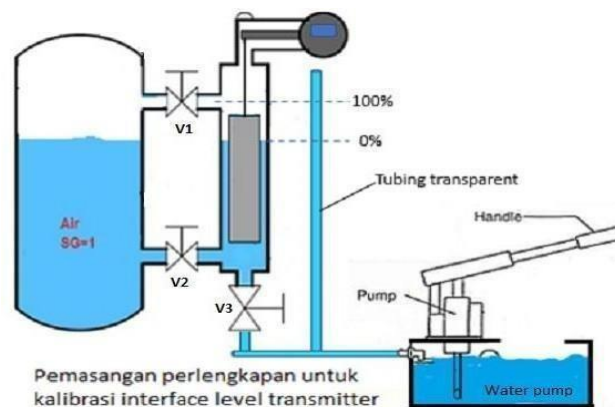 V1
100%
0%
Tubing transparent
Handle
Air
SG=1
V2
V3
Pump
Water pump
Pemasangan perlengkapan untuk
kalibrasi interface level transmitter